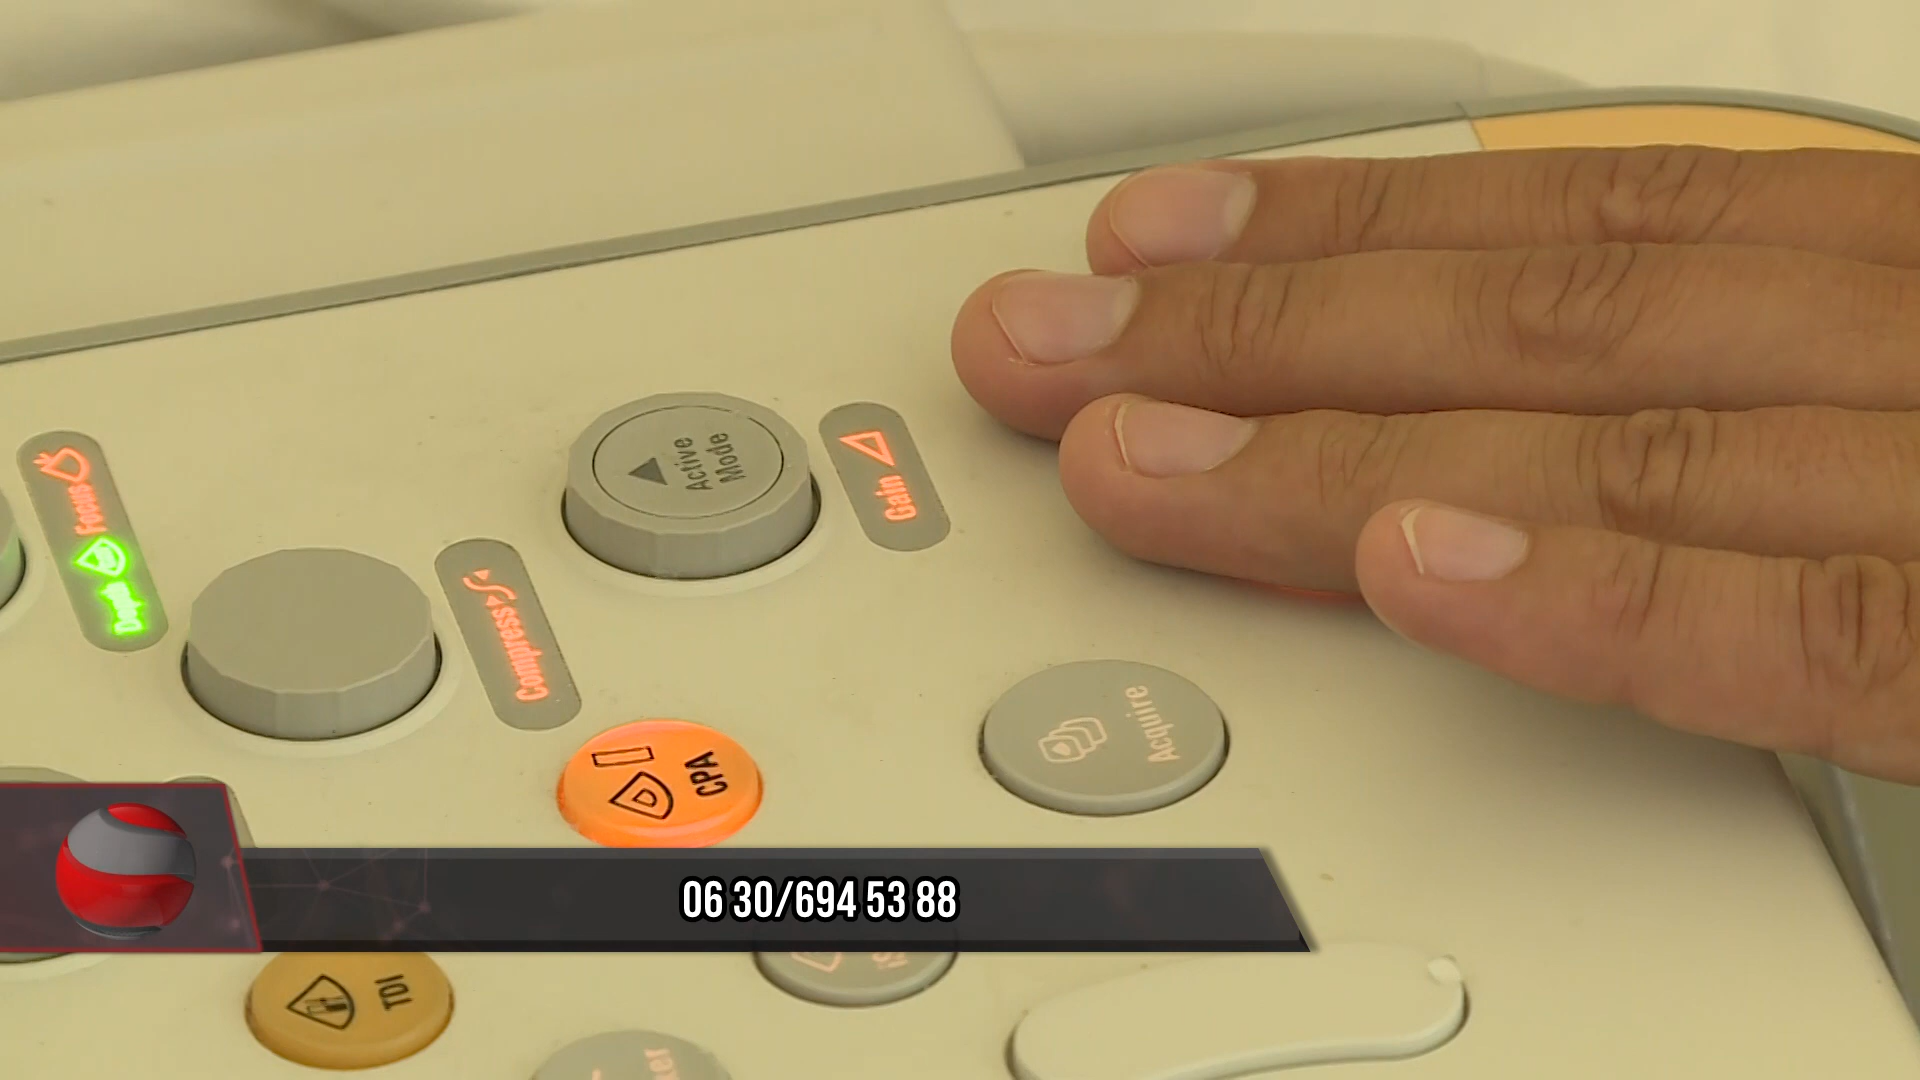 Focus
Depth
Compress
Active
Mode
Gain
CPA
Acquire
06 30/694 53 88
TDI